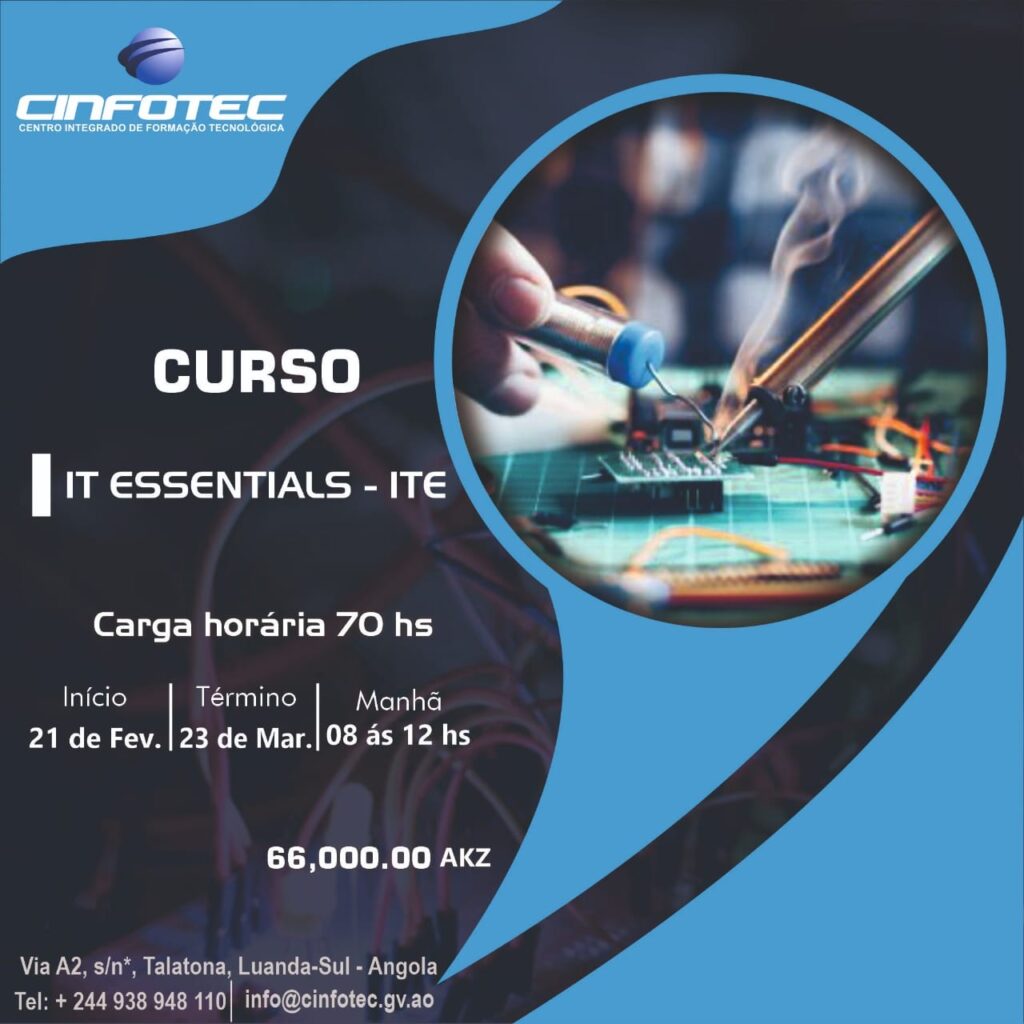 CINFOTEC
CENTRO INTEGRADO DE FORMAÇÃO TECNOLÓGICA
CURSO
IT ESSENTIALS - ITE
Carga horária 70 hs
Início
21 de Fev.
Término
23 de Mar.
Manhã
08 ás 12 hs
66,000.00 AKZ
Via A2, s/n*, Talatona, Luanda-Sul - Angola
Tel: + 244 938 948 110 info@cinfotec.gv.ao